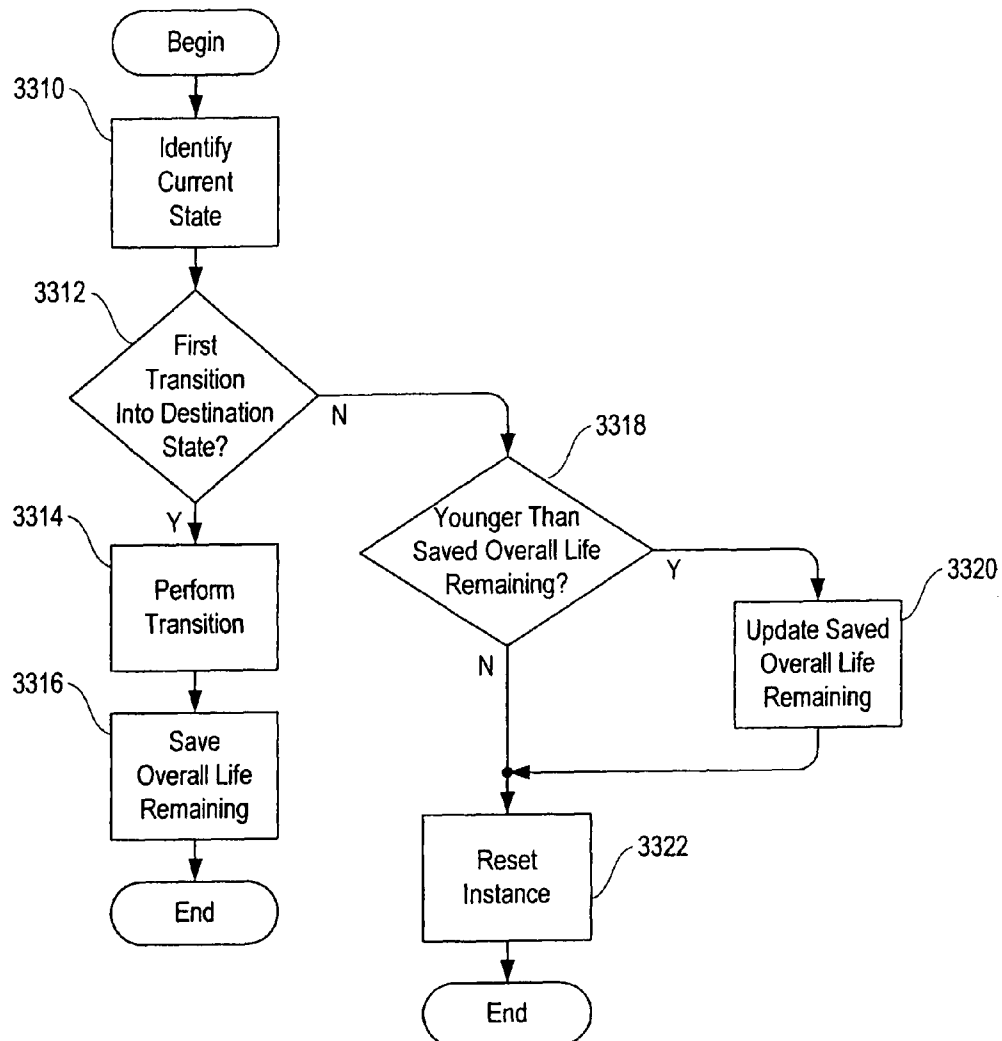 Begin
3310
Identify
Current
State
3312
First
Transition
Into Destination
State?
N
Y
3314
Perform
Transition
3316
Save
Overall Life
Remaining
End
3318
Younger Than
Saved Overall Life
Remaining?
Y
N
3320
Update Saved
Overall Life
Remaining
Reset
Instance
3322
End